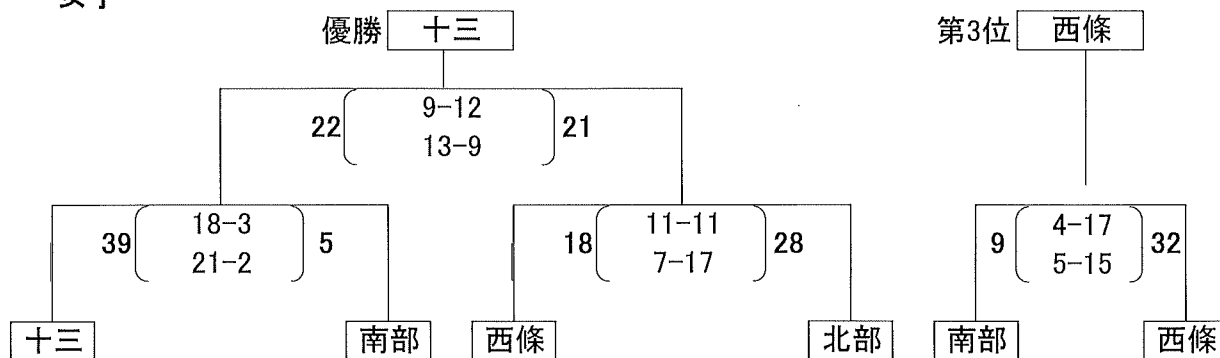 優勝 十三 第3位 西條
22 9-12 21
13-9
39 18-3 5 18 11-11 28 9 4-17 32
21-2 7-17 5-15
十三 南部 西條 北部 南部 西條